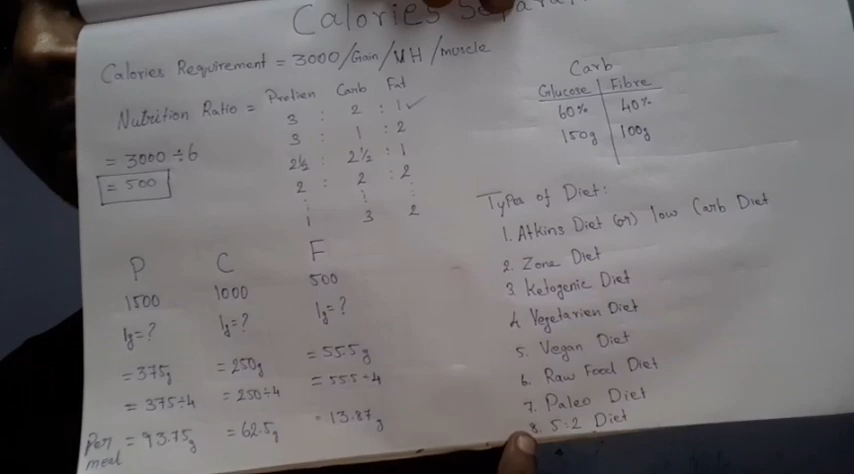 Calories Separa
Calories Requirement = 3000/Gain/MH/muscle
Nutrition Ratio = Protien Carb Fat
3 : 2 : 1 ✓
3 : 1 : 2
= 3000 ÷ 6
2½ : 2½ : 1
= 500
2 : 2 : 2
: : :
1 3 2
P C F
1500 1000 500
1g=? 1g=? 1g=?
= 375g = 250g = 55.5g
= 375÷4 = 250÷4 = 555÷4
Per meal = 93.75g = 62.5g = 13.87g
Carb
Glucose Fibre
60% 40%
150g 100g
Types of Diet:
1. Atkins Diet (or) low Carb Diet
2. Zone Diet
3 Ketogenic Diet
4. Vegetarien Diet
5. Vegan Diet
6. Raw Food Diet
7. Paleo Diet
8. 5:2 Diet